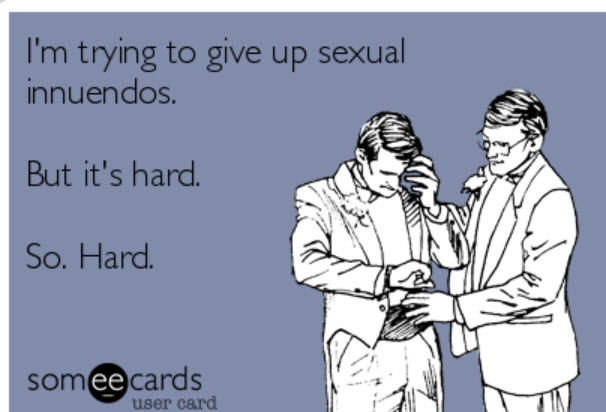 I'm trying to give up sexual
innuendos.
But it's hard.
So. Hard.
someecards
user card